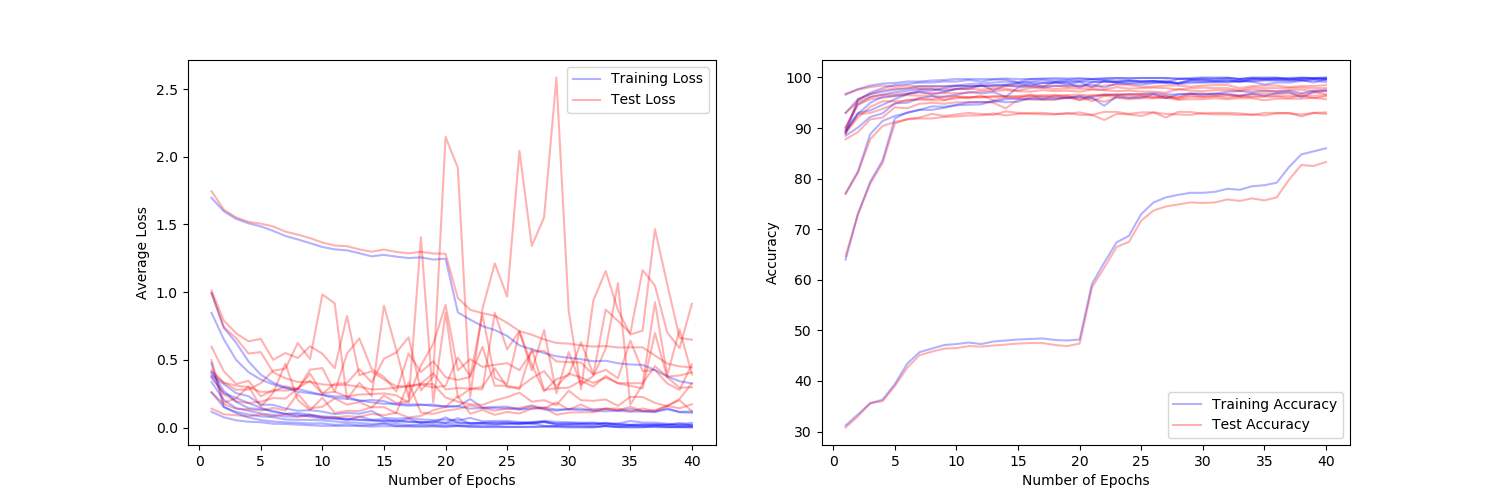 Training Loss
Test Loss
2.5
2.0
1.5
1.0
0.5
0.0
Average Loss
0 5 10 15 20 25 30 35 40
Number of Epochs
100
90
80
70
60
50
40
30
Accuracy
Training Accuracy
Test Accuracy
0 5 10 15 20 25 30 35 40
Number of Epochs